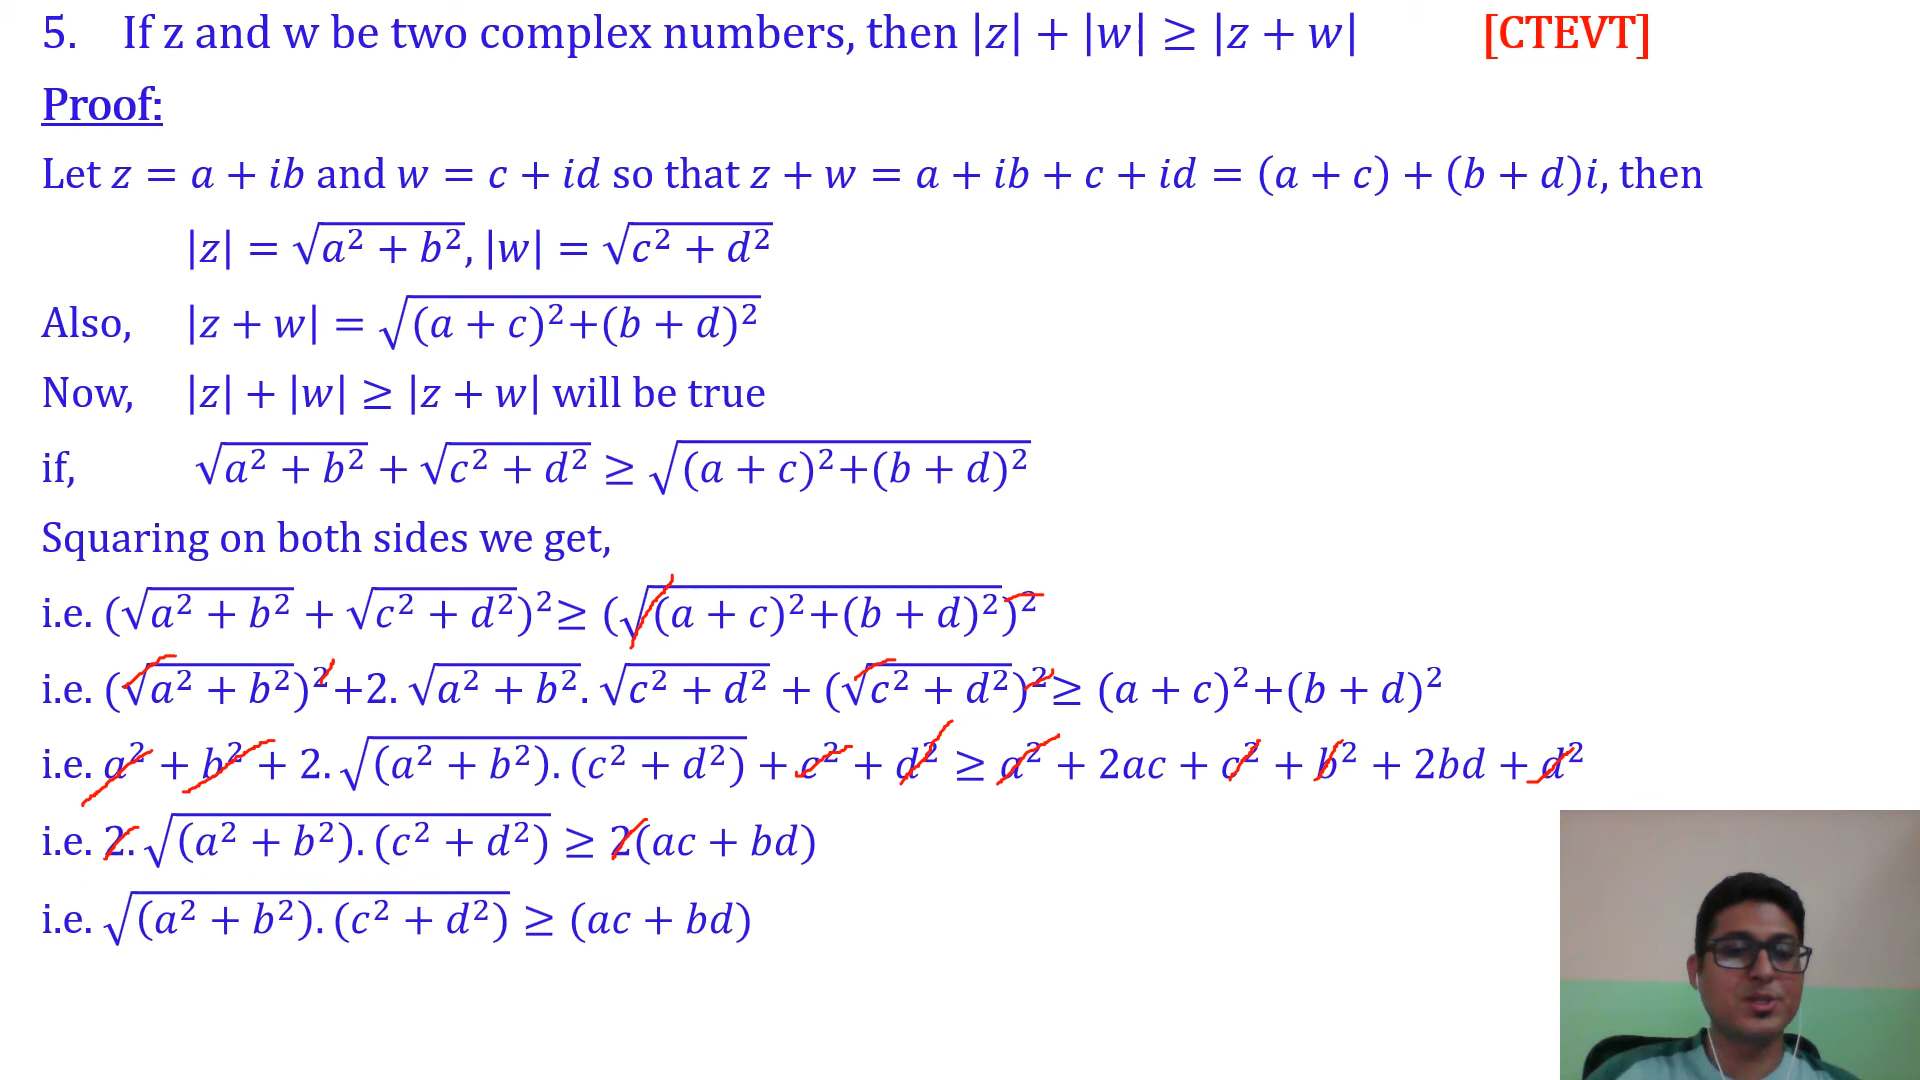 5. If z and w be two complex numbers, then |z| + |w| ≥ |z + w| [CTEVT]
Proof:
Let z = a + ib and w = c + id so that z + w = a + ib + c + id = (a + c) + (b + d)i, then
|z| = √(a² + b²), |w| = √(c² + d²)
Also, |z + w| = √((a + c)²+(b + d)²)
Now, |z| + |w| ≥ |z + w| will be true
if, √(a² + b²) + √(c² + d²) ≥ √((a + c)²+(b + d)²)
Squaring on both sides we get,
i.e. (√(a² + b²) + √(c² + d²))² ≥ (√((a + c)²+(b + d)²))²
i.e. (√(a² + b²))²+2. √(a² + b²). √(c² + d²) + (√(c² + d²))² ≥ (a + c)²+(b + d)²
i.e. a² + b² + 2. √((a² + b²). (c² + d²)) + c² + d² ≥ a² + 2ac + c² + b² + 2bd + d²
i.e. 2. √((a² + b²). (c² + d²)) ≥ 2(ac + bd)
i.e. √((a² + b²). (c² + d²)) ≥ (ac + bd)